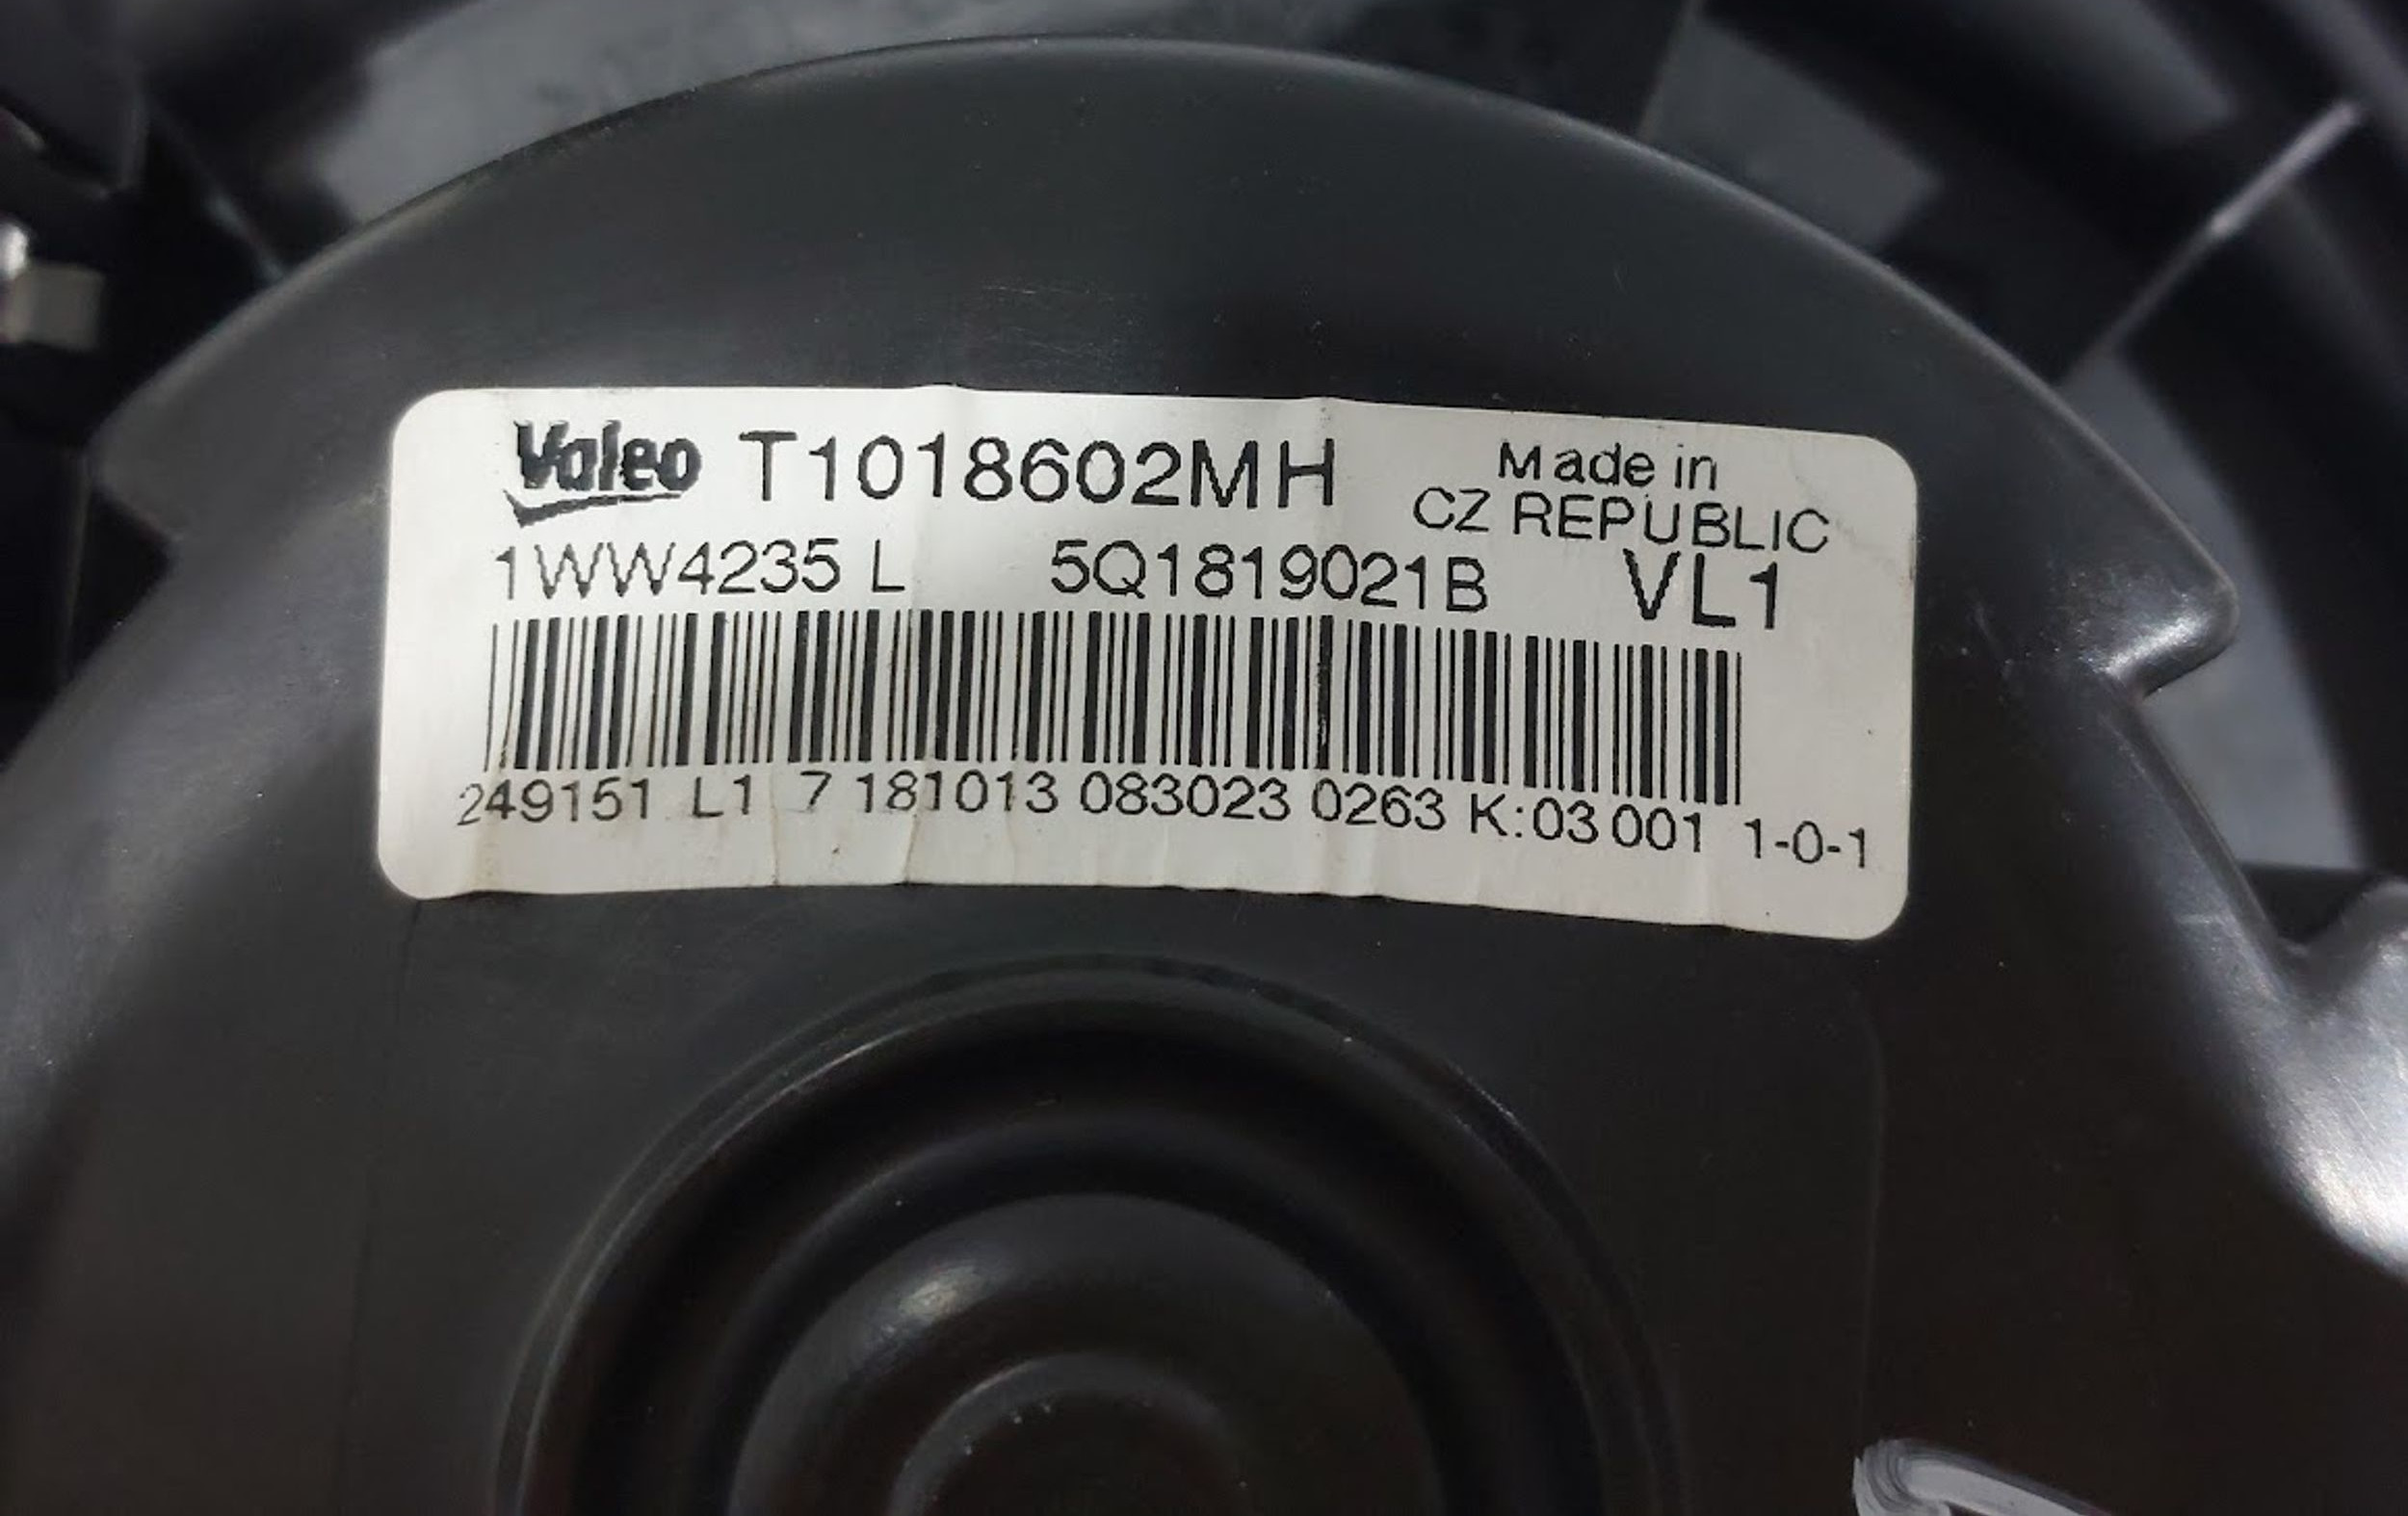 Valeo T1018602MH Made in
CZ REPUBLIC
1WW4235 L 5Q1819021B VL1
249151 L1 7 181013 083023 0263 K:03 001 1-0-1